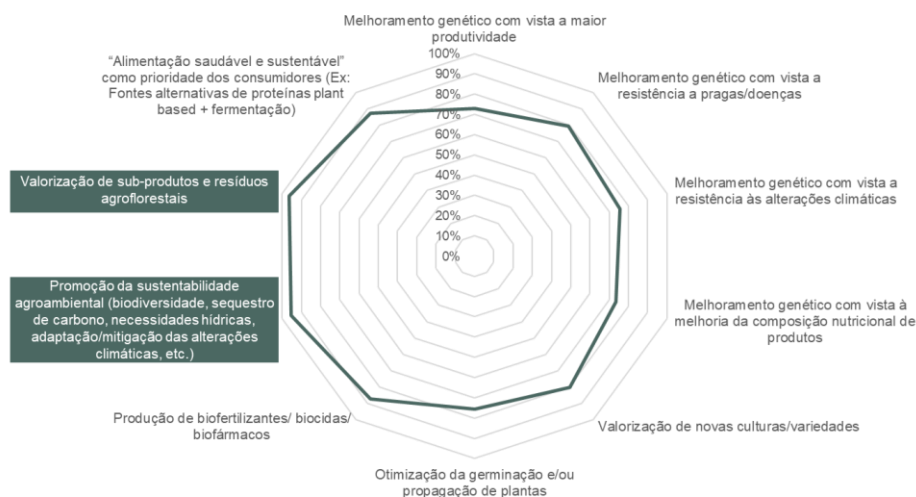 Melhoramento genético com vista a maior
produtividade
100%
90%
80%
70%
60%
50%
40%
30%
20%
10%
0%
Melhoramento genético com vista a
resistência a pragas/doenças
Melhoramento genético com vista a
resistência às alterações climáticas
Melhoramento genético com vista à
melhoria da composição nutricional de
produtos
Valorização de novas culturas/variedades
Otimização da germinação e/ou
propagação de plantas
Produção de biofertilizantes/ biocidas/
biofármacos
Promoção da sustentabilidade
agroambiental (biodiversidade, sequestro
de carbono, necessidades hídricas,
adaptação/mitigação das alterações
climáticas, etc.)
Valorização de sub-produtos e resíduos
agroflorestais
“Alimentação saudável e sustentável”
como prioridade dos consumidores (Ex:
Fontes alternativas de proteínas plant
based + fermentação)